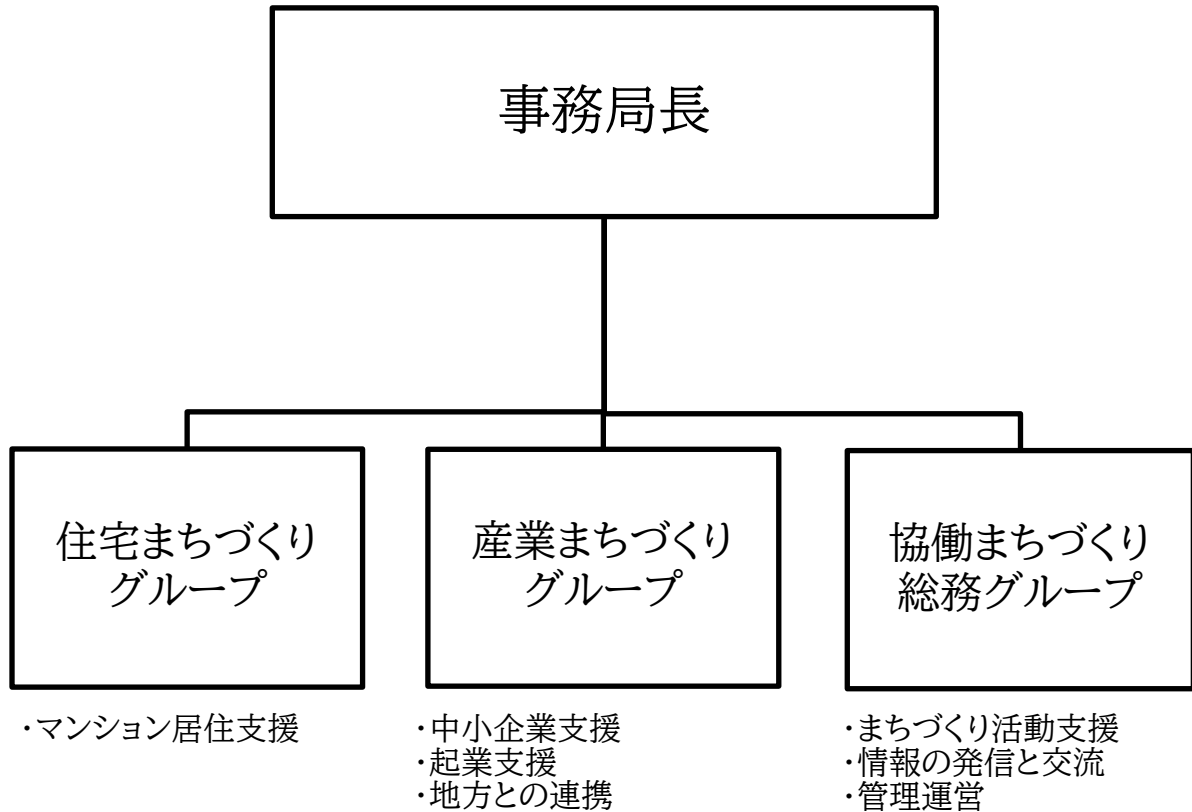 事務局長
住宅まちづくり
グループ
産業まちづくり
グループ
協働まちづくり
総務グループ
・マンション居住支援
・中小企業支援
・起業支援
・地方との連携
・まちづくり活動支援
・情報の発信と交流
・管理運営